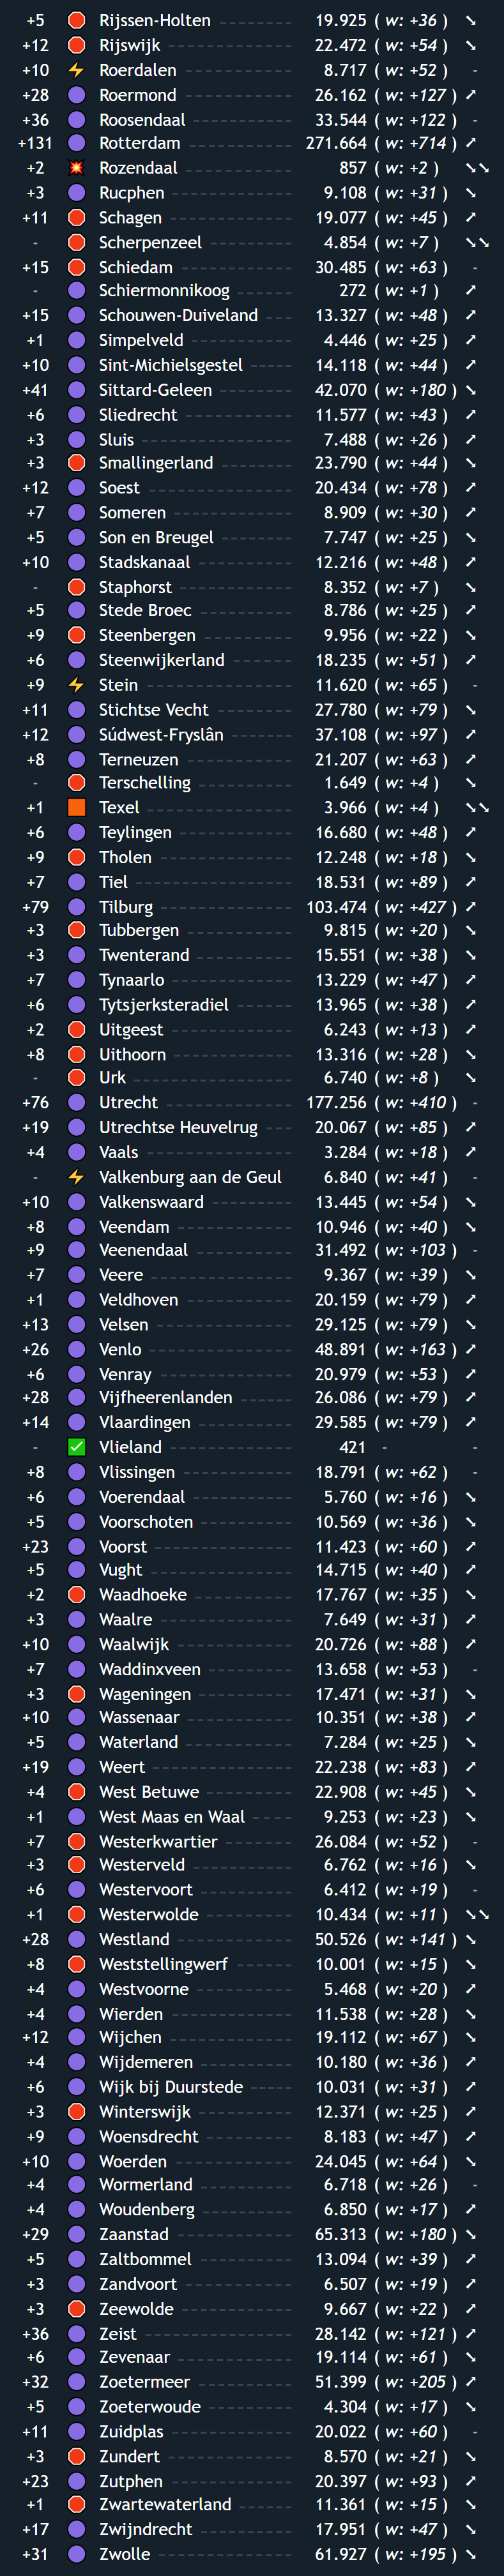 +5 Rijssen-Holten 19.925 ( w: +36 ) ➘
+12 Rijswijk 22.472 ( w: +54 ) ➘
+10 ⚡ Roerdalen 8.717 ( w: +52 ) -
+28 Roermond 26.162 ( w: +127 ) ➚
+36 Roosendaal 33.544 ( w: +122 ) -
+131 Rotterdam 271.664 ( w: +714 ) ➚
+2 Rozendaal 857 ( w: +2 ) ➘➘
+3 Rucphen 9.108 ( w: +31 ) ➘
+11 Schagen 19.077 ( w: +45 ) ➚
- Scherpenzeel 4.854 ( w: +7 ) ➘➘
+15 Schiedam 30.485 ( w: +63 ) -
- Schiermonnikoog 272 ( w: +1 ) ➚
+15 Schouwen-Duiveland 13.327 ( w: +48 ) ➚
+1 Simpelveld 4.446 ( w: +25 ) ➚
+10 Sint-Michielsgestel 14.118 ( w: +44 ) ➚
+41 Sittard-Geleen 42.070 ( w: +180 ) ➘
+6 Sliedrecht 11.577 ( w: +43 ) ➚
+3 Sluis 7.488 ( w: +26 ) ➚
+3 Smallingerland 23.790 ( w: +44 ) ➘
+12 Soest 20.434 ( w: +78 ) ➚
+7 Someren 8.909 ( w: +30 ) ➚
+5 Son en Breugel 7.747 ( w: +25 ) ➘
+10 Stadskanaal 12.216 ( w: +48 ) ➚
- Staphorst 8.352 ( w: +7 ) ➘
+5 Stede Broec 8.786 ( w: +25 ) ➚
+9 Steenbergen 9.956 ( w: +22 ) ➘
+6 Steenwijkerland 18.235 ( w: +51 ) ➚
+9 ⚡ Stein 11.620 ( w: +65 ) -
+11 Stichtse Vecht 27.780 ( w: +79 ) ➘
+12 Súdwest-Fryslân 37.108 ( w: +97 ) ➚
+8 Terneuzen 21.207 ( w: +63 ) ➚
- Terschelling 1.649 ( w: +4 ) ➘
+1 Texel 3.966 ( w: +4 ) ➘➘
+6 Teylingen 16.680 ( w: +48 ) ➚
+9 Tholen 12.248 ( w: +18 ) ➘
+7 Tiel 18.531 ( w: +89 ) ➚
+79 Tilburg 103.474 ( w: +427 ) ➚
+3 Tubbergen 9.815 ( w: +20 ) ➘
+3 Twenterand 15.551 ( w: +38 ) ➘
+7 Tynaarlo 13.229 ( w: +47 ) ➚
+6 Tytsjerksteradiel 13.965 ( w: +38 ) ➚
+2 Uitgeest 6.243 ( w: +13 ) ➚
+8 Uithoorn 13.316 ( w: +28 ) ➘
- Urk 6.740 ( w: +8 ) ➘
+76 Utrecht 177.256 ( w: +410 ) -
+19 Utrechtse Heuvelrug 20.067 ( w: +85 ) ➚
+4 Vaals 3.284 ( w: +18 ) ➚
- ⚡ Valkenburg aan de Geul 6.840 ( w: +41 ) -
+10 Valkenswaard 13.445 ( w: +54 ) ➘
+8 Veendam 10.946 ( w: +40 ) ➘
+9 Veenendaal 31.492 ( w: +103 ) -
+7 Veere 9.367 ( w: +39 ) ➘
+1 Veldhoven 20.159 ( w: +79 ) ➚
+13 Velsen 29.125 ( w: +79 ) ➘
+26 Venlo 48.891 ( w: +163 ) ➚
+6 Venray 20.979 ( w: +53 ) ➚
+28 Vijfheerenlanden 26.086 ( w: +79 ) ➚
+14 Vlaardingen 29.585 ( w: +79 ) ➚
- ✅ Vlieland 421 - -
+8 Vlissingen 18.791 ( w: +62 ) -
+6 Voerendaal 5.760 ( w: +16 ) ➘
+5 Voorschoten 10.569 ( w: +36 ) ➘
+23 Voorst 11.423 ( w: +60 ) ➚
+5 Vught 14.715 ( w: +40 ) ➚
+2 Waadhoeke 17.767 ( w: +35 ) ➘
+3 Waalre 7.649 ( w: +31 ) ➚
+10 Waalwijk 20.726 ( w: +88 ) ➚
+7 Waddinxveen 13.658 ( w: +53 ) -
+3 Wageningen 17.471 ( w: +31 ) ➘
+10 Wassenaar 10.351 ( w: +38 ) ➚
+5 Waterland 7.284 ( w: +25 ) ➘
+19 Weert 22.238 ( w: +83 ) ➚
+4 West Betuwe 22.908 ( w: +45 ) ➘
+1 West Maas en Waal 9.253 ( w: +23 ) ➘
+7 Westerkwartier 26.084 ( w: +52 ) -
+3 Westerveld 6.762 ( w: +16 ) ➘
+6 Westervoort 6.412 ( w: +19 ) -
+1 Westerwolde 10.434 ( w: +11 ) ➘➘
+28 Westland 50.526 ( w: +141 ) ➘
+8 Weststellingwerf 10.001 ( w: +15 ) ➘
+4 Westvoorne 5.468 ( w: +20 ) ➚
+4 Wierden 11.538 ( w: +28 ) ➘
+12 Wijchen 19.112 ( w: +67 ) ➘
+4 Wijdemeren 10.180 ( w: +36 ) ➚
+6 Wijk bij Duurstede 10.031 ( w: +31 ) ➚
+3 Winterswijk 12.371 ( w: +25 ) ➚
+9 Woensdrecht 8.183 ( w: +47 ) ➚
+10 Woerden 24.045 ( w: +64 ) ➘
+4 Wormerland 6.718 ( w: +26 ) -
+4 Woudenberg 6.850 ( w: +17 ) ➚
+29 Zaanstad 65.313 ( w: +180 ) ➘
+5 Zaltbommel 13.094 ( w: +39 ) ➚
+3 Zandvoort 6.507 ( w: +19 ) ➚
+3 Zeewolde 9.667 ( w: +22 ) ➚
+36 Zeist 28.142 ( w: +121 ) ➚
+6 Zevenaar 19.114 ( w: +61 ) ➘
+32 Zoetermeer 51.399 ( w: +205 ) ➚
+5 Zoeterwoude 4.304 ( w: +17 ) ➘
+11 Zuidplas 20.022 ( w: +60 ) -
+3 Zundert 8.570 ( w: +21 ) ➘
+23 Zutphen 20.397 ( w: +93 ) ➚
+1 Zwartewaterland 11.361 ( w: +15 ) ➘
+17 Zwijndrecht 17.951 ( w: +47 ) ➚
+31 Zwolle 61.927 ( w: +195 ) ➘